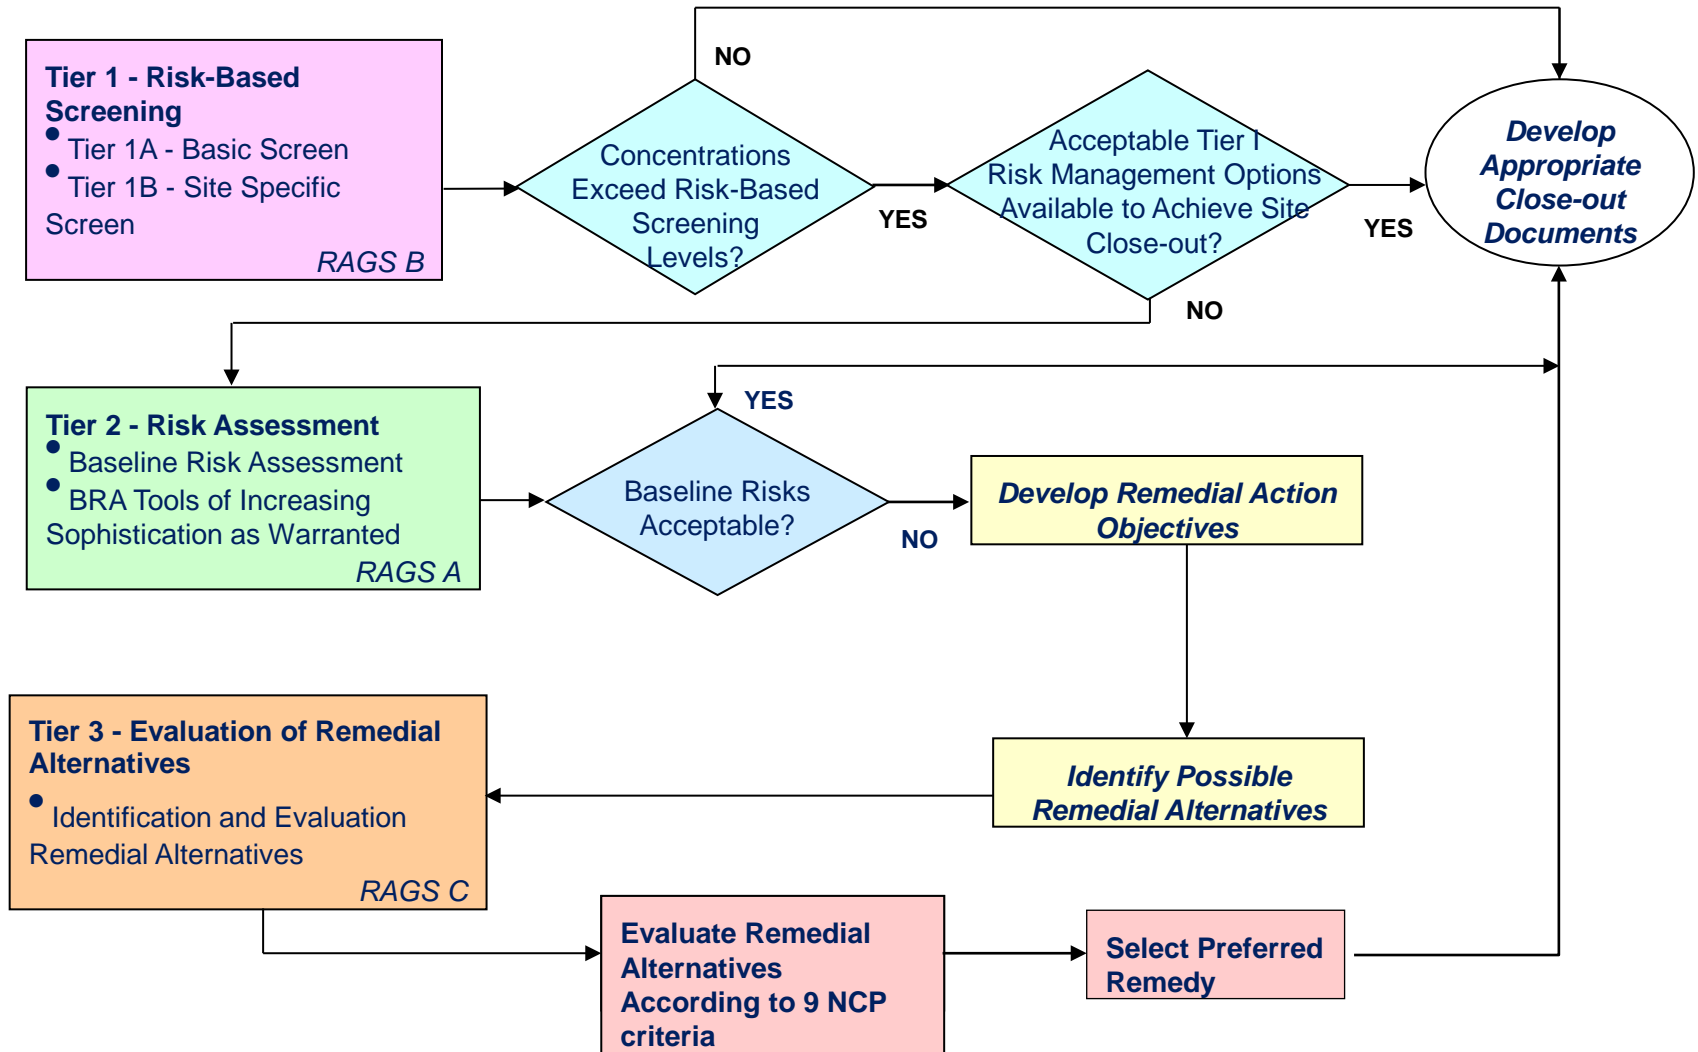 Tier 1 - Risk-Based
Screening
• Tier 1A - Basic Screen
• Tier 1B - Site Specific
Screen
RAGS B
NO
Concentrations
Exceed Risk-Based
Screening
Levels?
YES
Acceptable Tier I
Risk Management Options
Available to Achieve Site
Close-out?
YES
NO
Develop
Appropriate
Close-out
Documents
Tier 2 - Risk Assessment
• Baseline Risk Assessment
• BRA Tools of Increasing
Sophistication as Warranted
RAGS A
YES
Baseline Risks
Acceptable?
NO
Develop Remedial Action
Objectives
Identify Possible
Remedial Alternatives
Tier 3 - Evaluation of Remedial
Alternatives
• Identification and Evaluation
Remedial Alternatives
RAGS C
Evaluate Remedial
Alternatives
According to 9 NCP
criteria
Select Preferred
Remedy